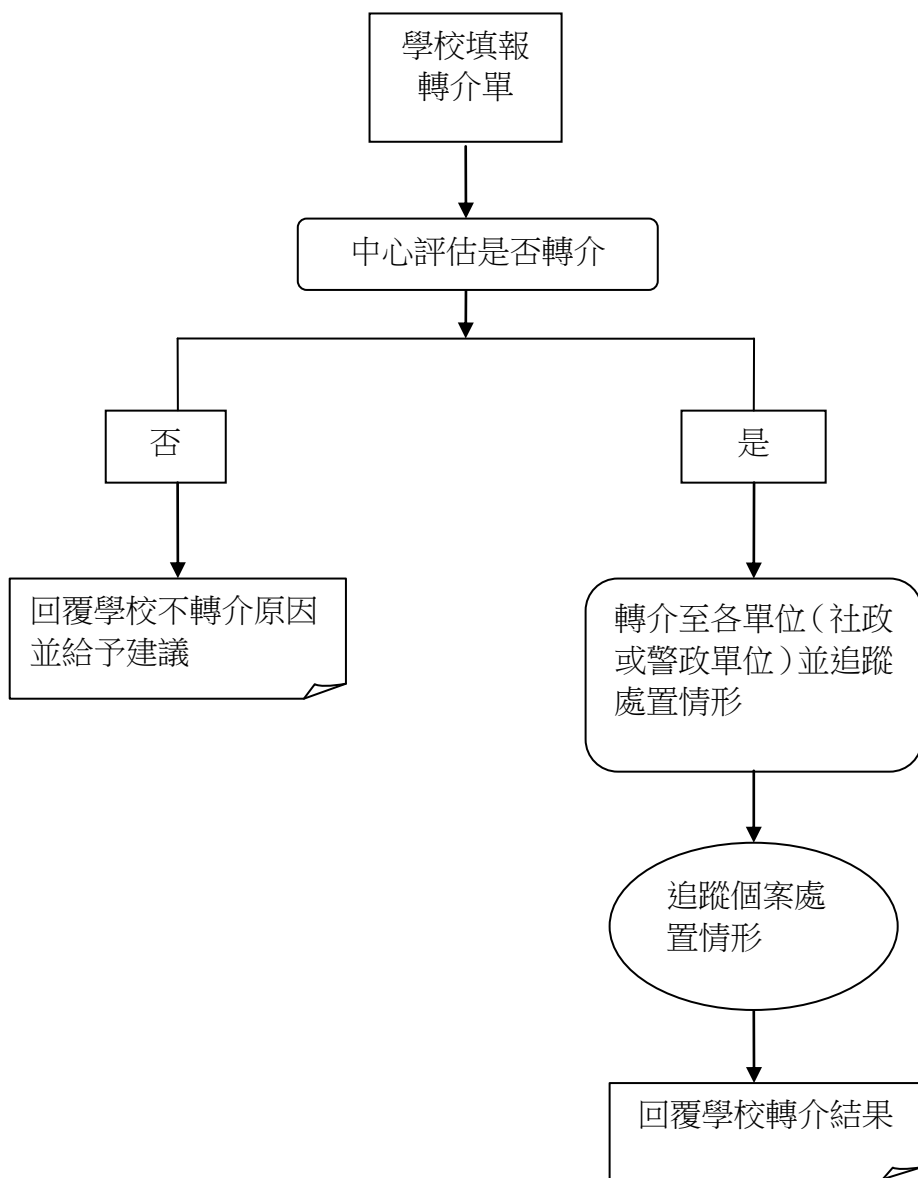 學校填報
轉介單
中心評估是否轉介
否
是
回覆學校不轉介原因
並給予建議
轉介至各單位(社政
或警政單位)並追蹤
處置情形
追蹤個案處
置情形
回覆學校轉介結果